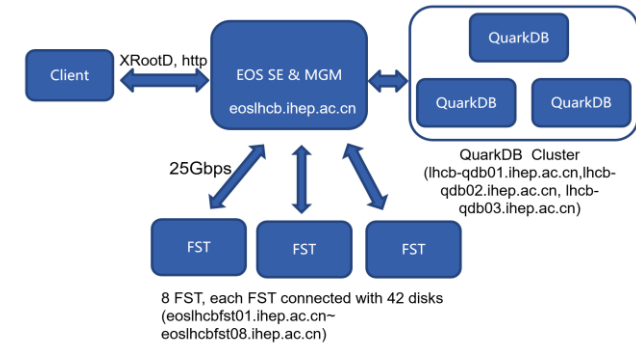 Client
XRootD, http
EOS SE & MGM
eoslhcb.ihep.ac.cn
QuarkDB
QuarkDB
QuarkDB
QuarkDB  Cluster
(lhcb-qdb01.ihep.ac.cn,lhcb-
qdb02.ihep.ac.cn, lhcb-
qdb03.ihep.ac.cn)
25Gbps
FST
FST
FST
8 FST, each FST connected with 42 disks
(eoslhcbfst01.ihep.ac.cn~
eoslhcbfst08.ihep.ac.cn)